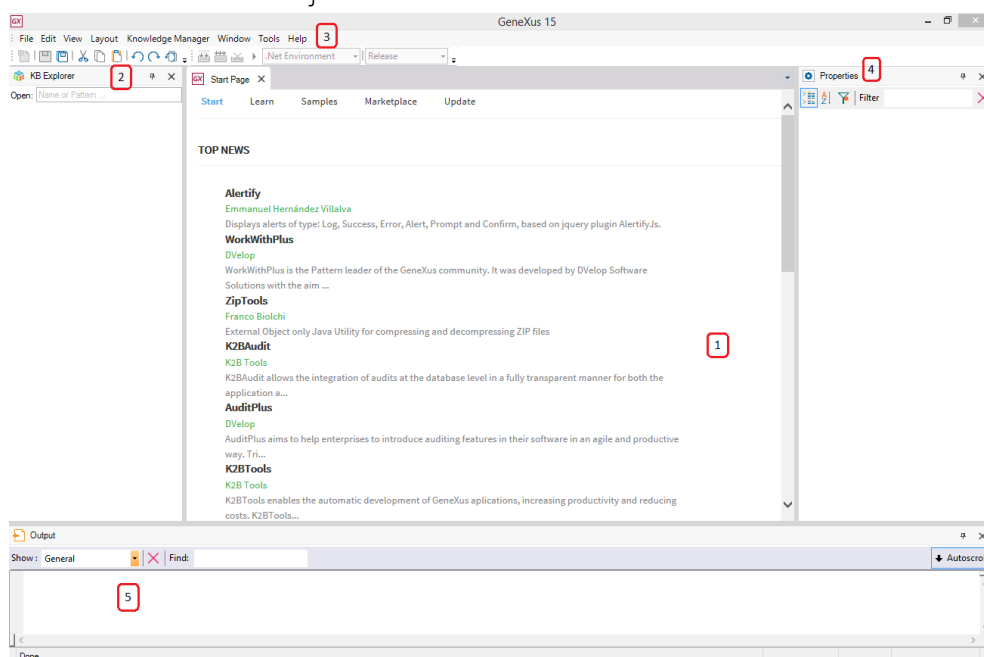 GX GeneXus 15
File Edit View Layout Knowledge Manager Window Tools Help 3
.Net Environment Release
KB Explorer 2
Open: Name or Pattern
GX Start Page
Properties 4
Filter
Start Learn Samples Marketplace Update
TOP NEWS
Alertify
Emmanuel Hernández Villalva
Displays alerts of type: Log, Success, Error, Alert, Prompt and Confirm, based on jquery plugin AlertifyJs.
WorkWithPlus
DVelop
WorkWithPlus is the Pattern leader of the GeneXus community. It was developed by DVelop Software
Solutions with the aim ...
ZipTools
Franco Biolchi
External Object only Java Utility for compressing and decompressing ZIP files
K2BAudit
1
K2B Tools
K2BAudit allows the integration of audits at the database level in a fully transparent manner for both the
application a...
AuditPlus
DVelop
AuditPlus aims to help enterprises to introduce auditing features in their software in an agile and productive
way. Tri...
K2BTools
K2B Tools
K2BTools enables the automatic development of GeneXus aplications, increasing productivity and reducing
costs. K2BTools...
Output
Show: General Find: Autoscro
5
Done